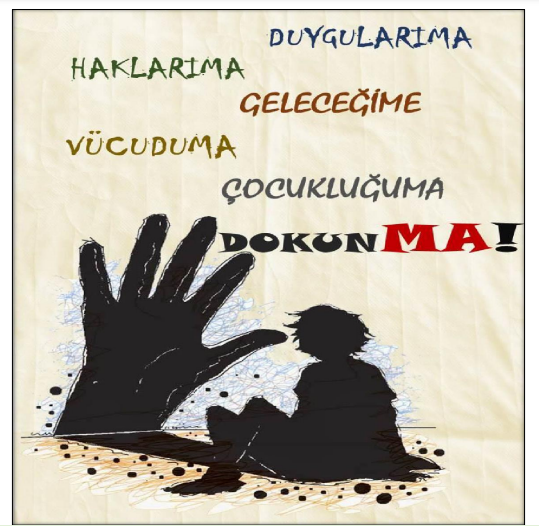 DUYGULARIMA
HAKLARIMA
GELECEĞİME
VÜCUDUMA
ÇOCUKLUĞUMA
DOKUNMA!